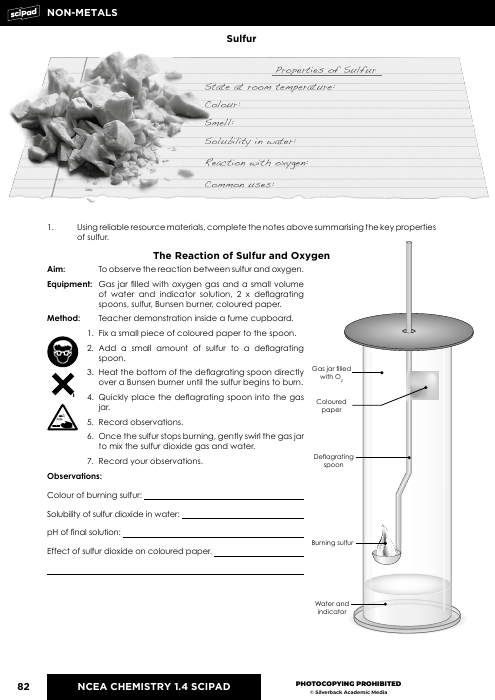 scipad NON-METALS
Sulfur
Properties of Sulfur
State at room temperature:
Colour:
Smell:
Solubility in water:
Reaction with oxygen:
Common uses:
1. Using reliable resource materials, complete the notes above summarising the key properties
of sulfur.
The Reaction of Sulfur and Oxygen
Aim: To observe the reaction between sulfur and oxygen.
Equipment: Gas jar filled with oxygen gas and a small volume
of water and indicator solution, 2 x deflagrating
spoons, sulfur, Bunsen burner, coloured paper.
Method: Teacher demonstration inside a fume cupboard.
1. Fix a small piece of coloured paper to the spoon.
2. Add a small amount of sulfur to a deflagrating
spoon.
3. Heat the bottom of the deflagrating spoon directly
over a Bunsen burner until the sulfur begins to burn.
4. Quickly place the deflagrating spoon into the gas
jar.
5. Record observations.
6. Once the sulfur stops burning, gently swirl the gas jar
to mix the sulfur dioxide gas and water.
7. Record your observations.
Observations:
Colour of burning sulfur:
Solubility of sulfur dioxide in water:
pH of final solution:
Effect of sulfur dioxide on coloured paper.
Gas jar filled
with O2
Coloured
paper
Deflagrating
spoon
Burning sulfur
Water and
indicator
82 NCEA CHEMISTRY 1.4 SCIPAD
PHOTOCOPYING PROHIBITED
© Silverback Academic Media